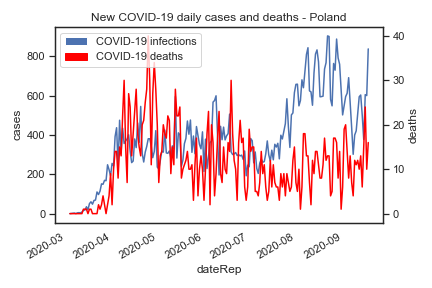 New COVID-19 daily cases and deaths - Poland
COVID-19 infections
COVID-19 deaths
cases
800
600
400
200
0
deaths
40
30
20
10
0
2020-03
2020-04
2020-05
2020-06
2020-07
2020-08
2020-09
dateRep